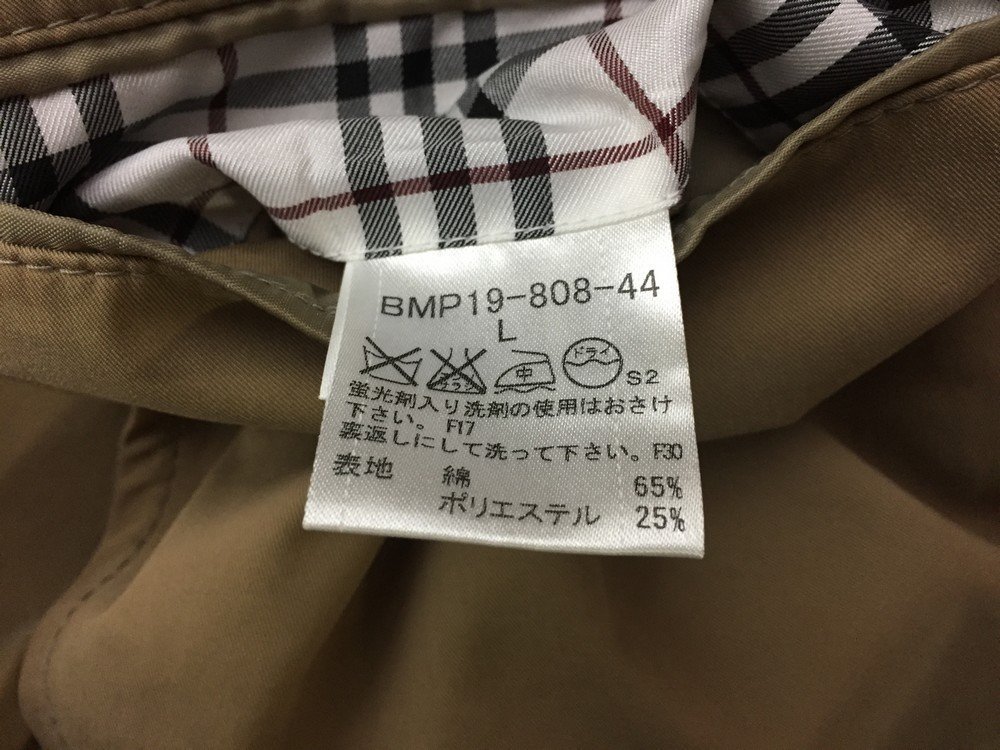 BMP19-808-44
L
中 ドライ S2
蛍光剤入り洗剤の使用はおさけ
下さい。F17
裏返しにして洗って下さい。F30
表地 綿 65%
ポリエステル 25%